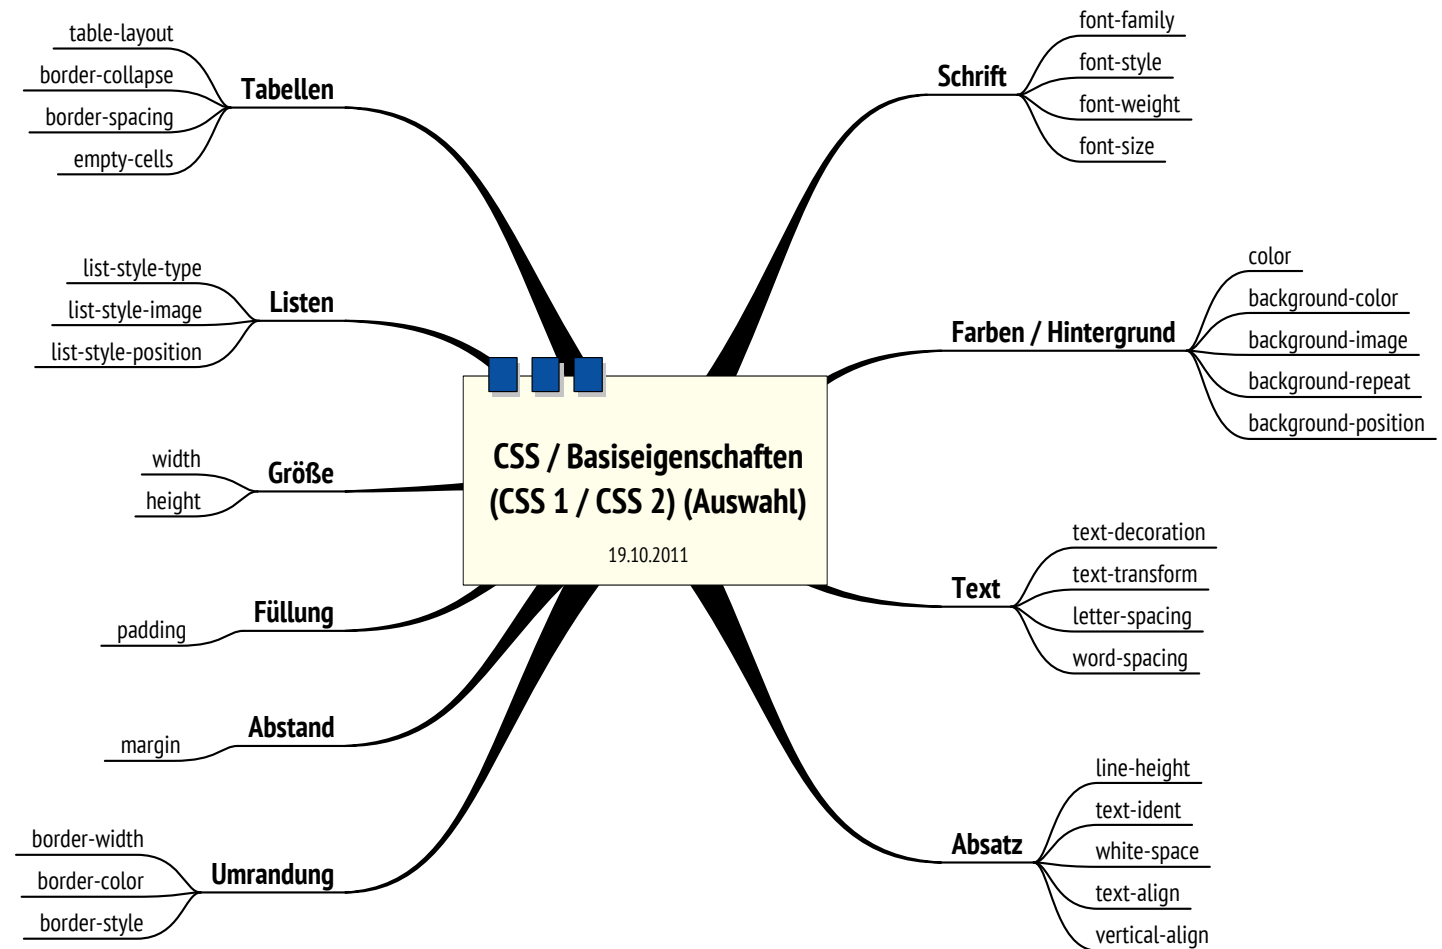 CSS / Basiseigenschaften
(CSS 1 / CSS 2) (Auswahl)
19.10.2011
Schrift
font-family
font-style
font-weight
font-size
Farben / Hintergrund
color
background-color
background-image
background-repeat
background-position
Text
text-decoration
text-transform
letter-spacing
word-spacing
Absatz
line-height
text-ident
white-space
text-align
vertical-align
Tabellen
table-layout
border-collapse
border-spacing
empty-cells
Listen
list-style-type
list-style-image
list-style-position
Größe
width
height
Füllung
padding
Abstand
margin
Umrandung
border-width
border-color
border-style